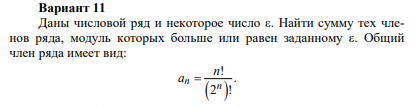 Вариант 11
Даны числовой ряд и некоторое число ε. Найти сумму тех чле-
нов ряда, модуль которых больше или равен заданному ε. Общий
член ряда имеет вид:
aₙ = n! / (2ⁿ)! .